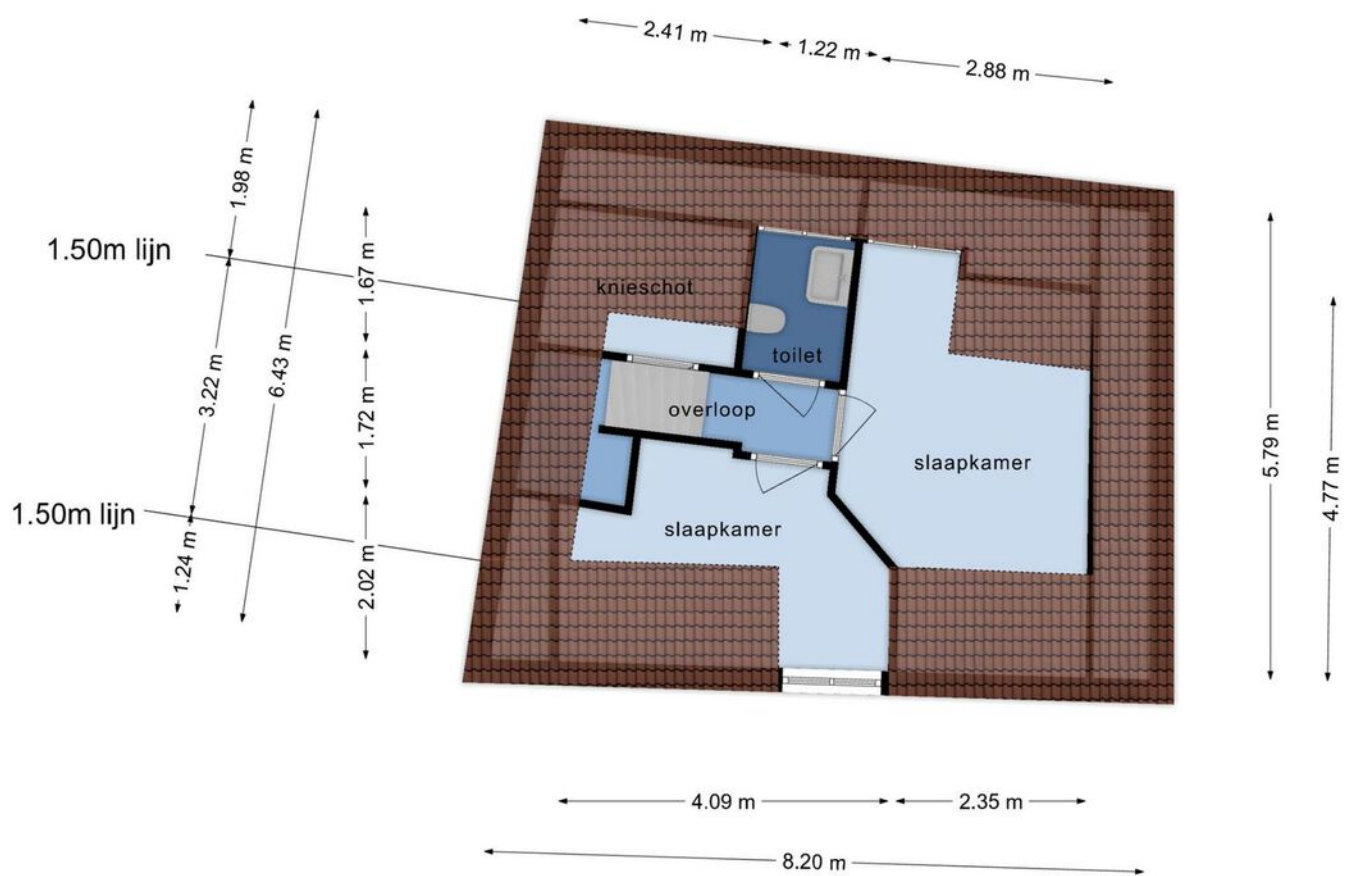 2.41 m
1.22 m
2.88 m
1.98 m
1.50m lijn
1.67 m
knieschot
6.43 m
3.22 m
toilet
1.72 m
overloop
5.79 m
slaapkamer
4.77 m
1.50m lijn
slaapkamer
1.24 m
2.02 m
4.09 m
2.35 m
8.20 m